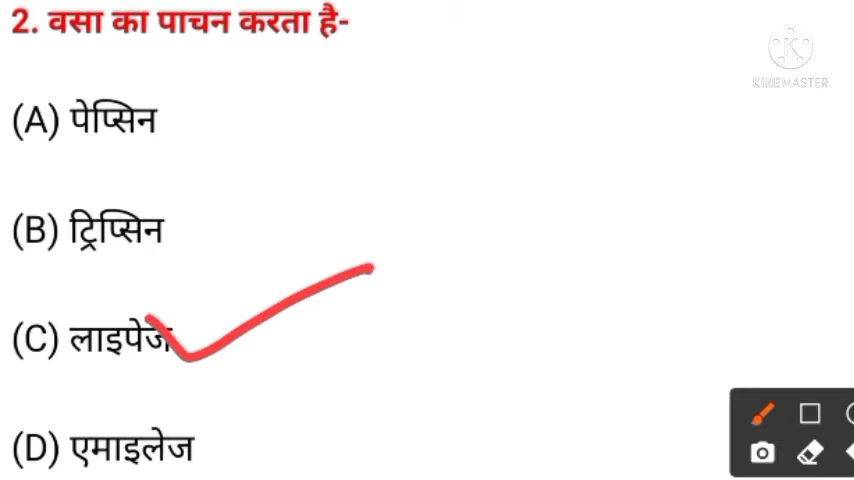 2. वसा का पाचन करता है-
KINEMASTER
(A) पेप्सिन
(B) ट्रिप्सिन
(C) लाइपेज
(D) एमाइलेज